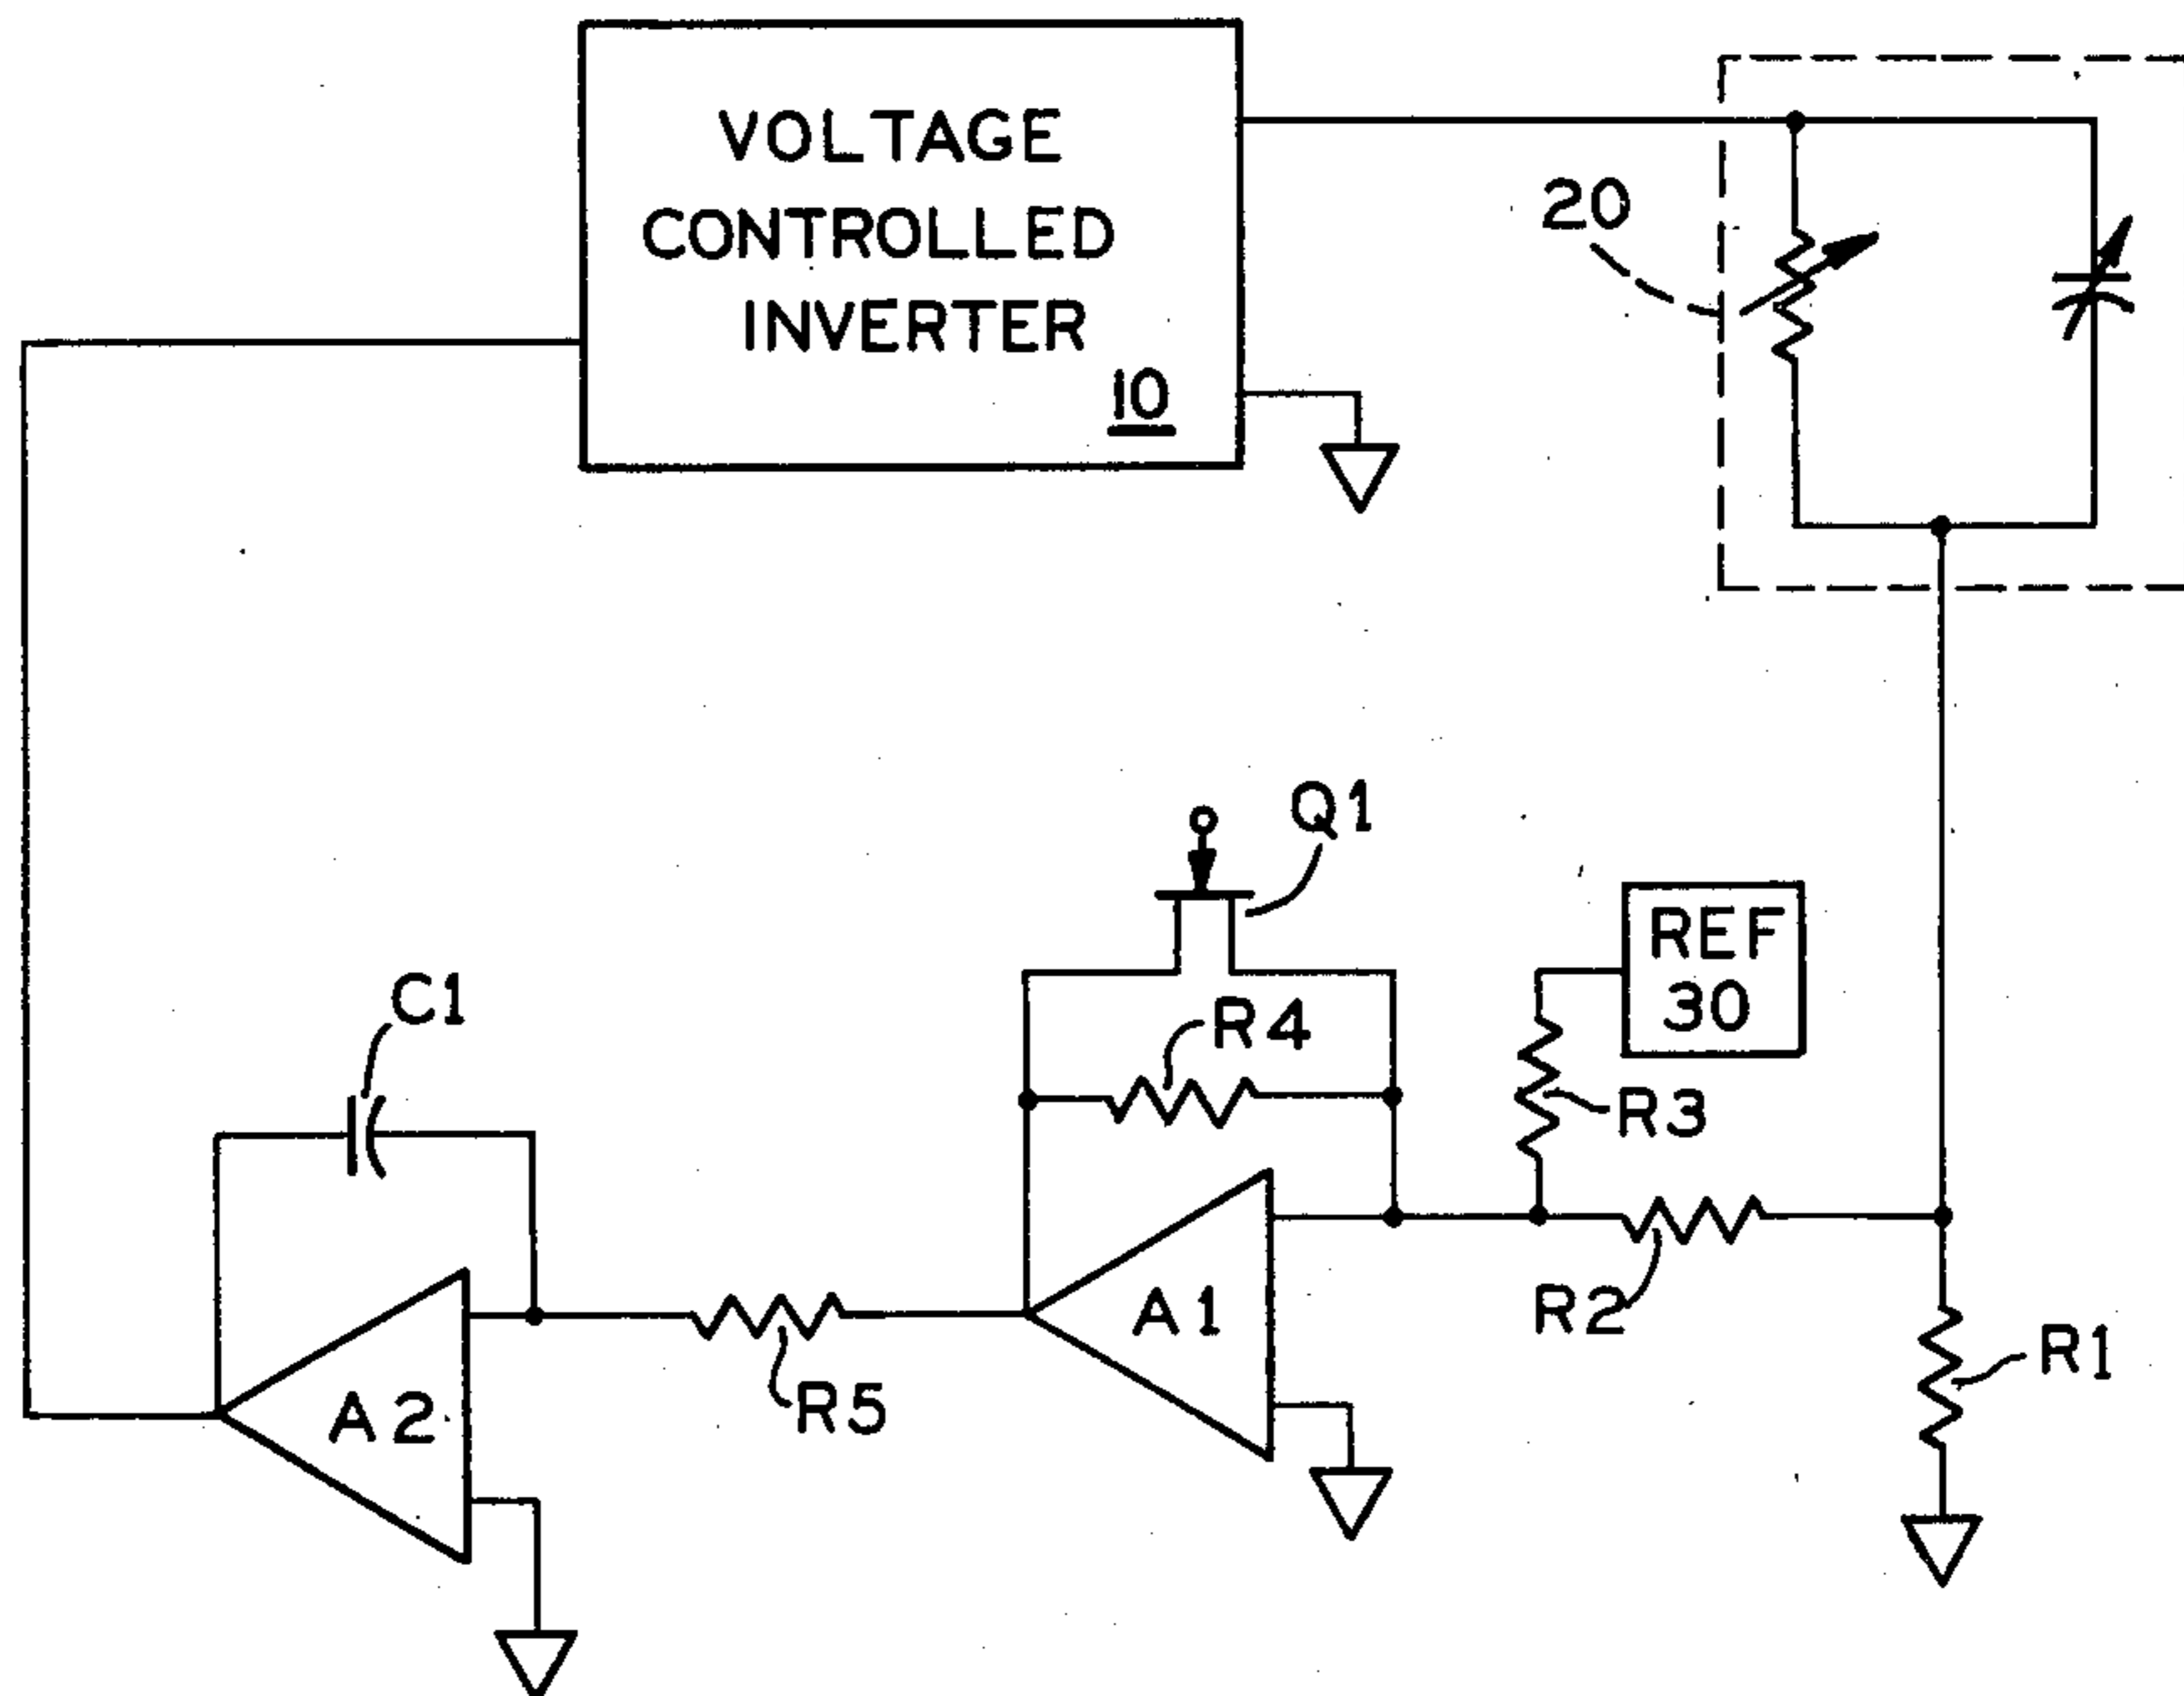 VOLTAGE
CONTROLLED
INVERTER
10
20
Q1
REF
30
C1
R4
R3
R2
A1
R1
R5
A2